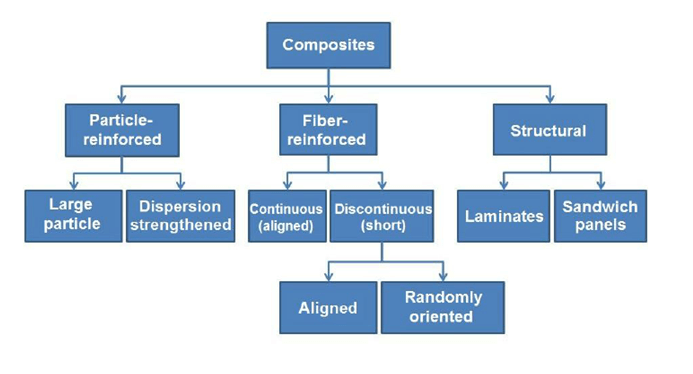 Composites
Particle-
reinforced
Fiber-
reinforced
Structural
Large
particle
Dispersion
strengthened
Continuous
(aligned)
Discontinuous
(short)
Laminates
Sandwich
panels
Aligned
Randomly
oriented